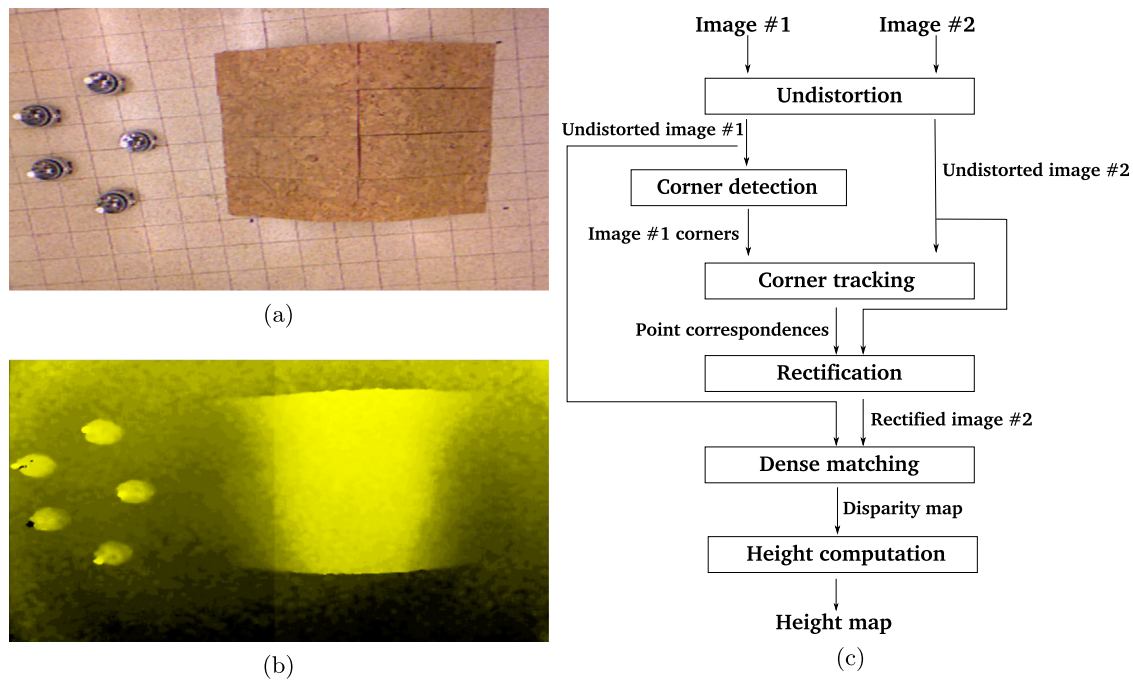 (a)
(b)
Image #1
Image #2
Undistortion
Undistorted image #1
Undistorted image #2
Corner detection
Image #1 corners
Corner tracking
Point correspondences
Rectification
Rectified image #2
Dense matching
Disparity map
Height computation
Height map
(c)